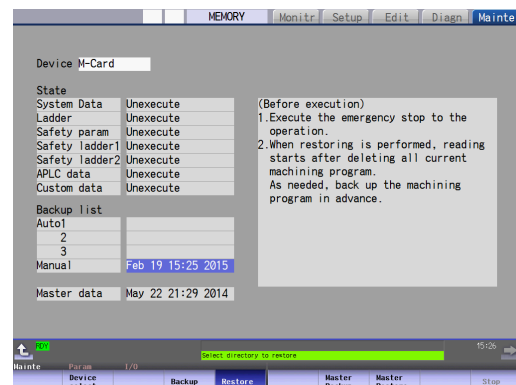 MEMORY Monitr Setup Edit Diagn Mainte
Device M-Card
State
System Data Unexecute
Ladder Unexecute
Safety param Unexecute
Safety ladder1 Unexecute
Safety ladder2 Unexecute
APLC data Unexecute
Custom data Unexecute
(Before execution)
1.Execute the emergency stop to the
operation.
2.When restoring is performed, reading
starts after deleting all current
machining program.
As needed, back up the machining
program in advance.
Backup list
Auto1
2
3
Manual Feb 19 15:25 2015
Master data May 22 21:29 2014
RDY 15:26
Select directory to restore
Mainte Param I/O
Device Backup Restore Master Master Stop